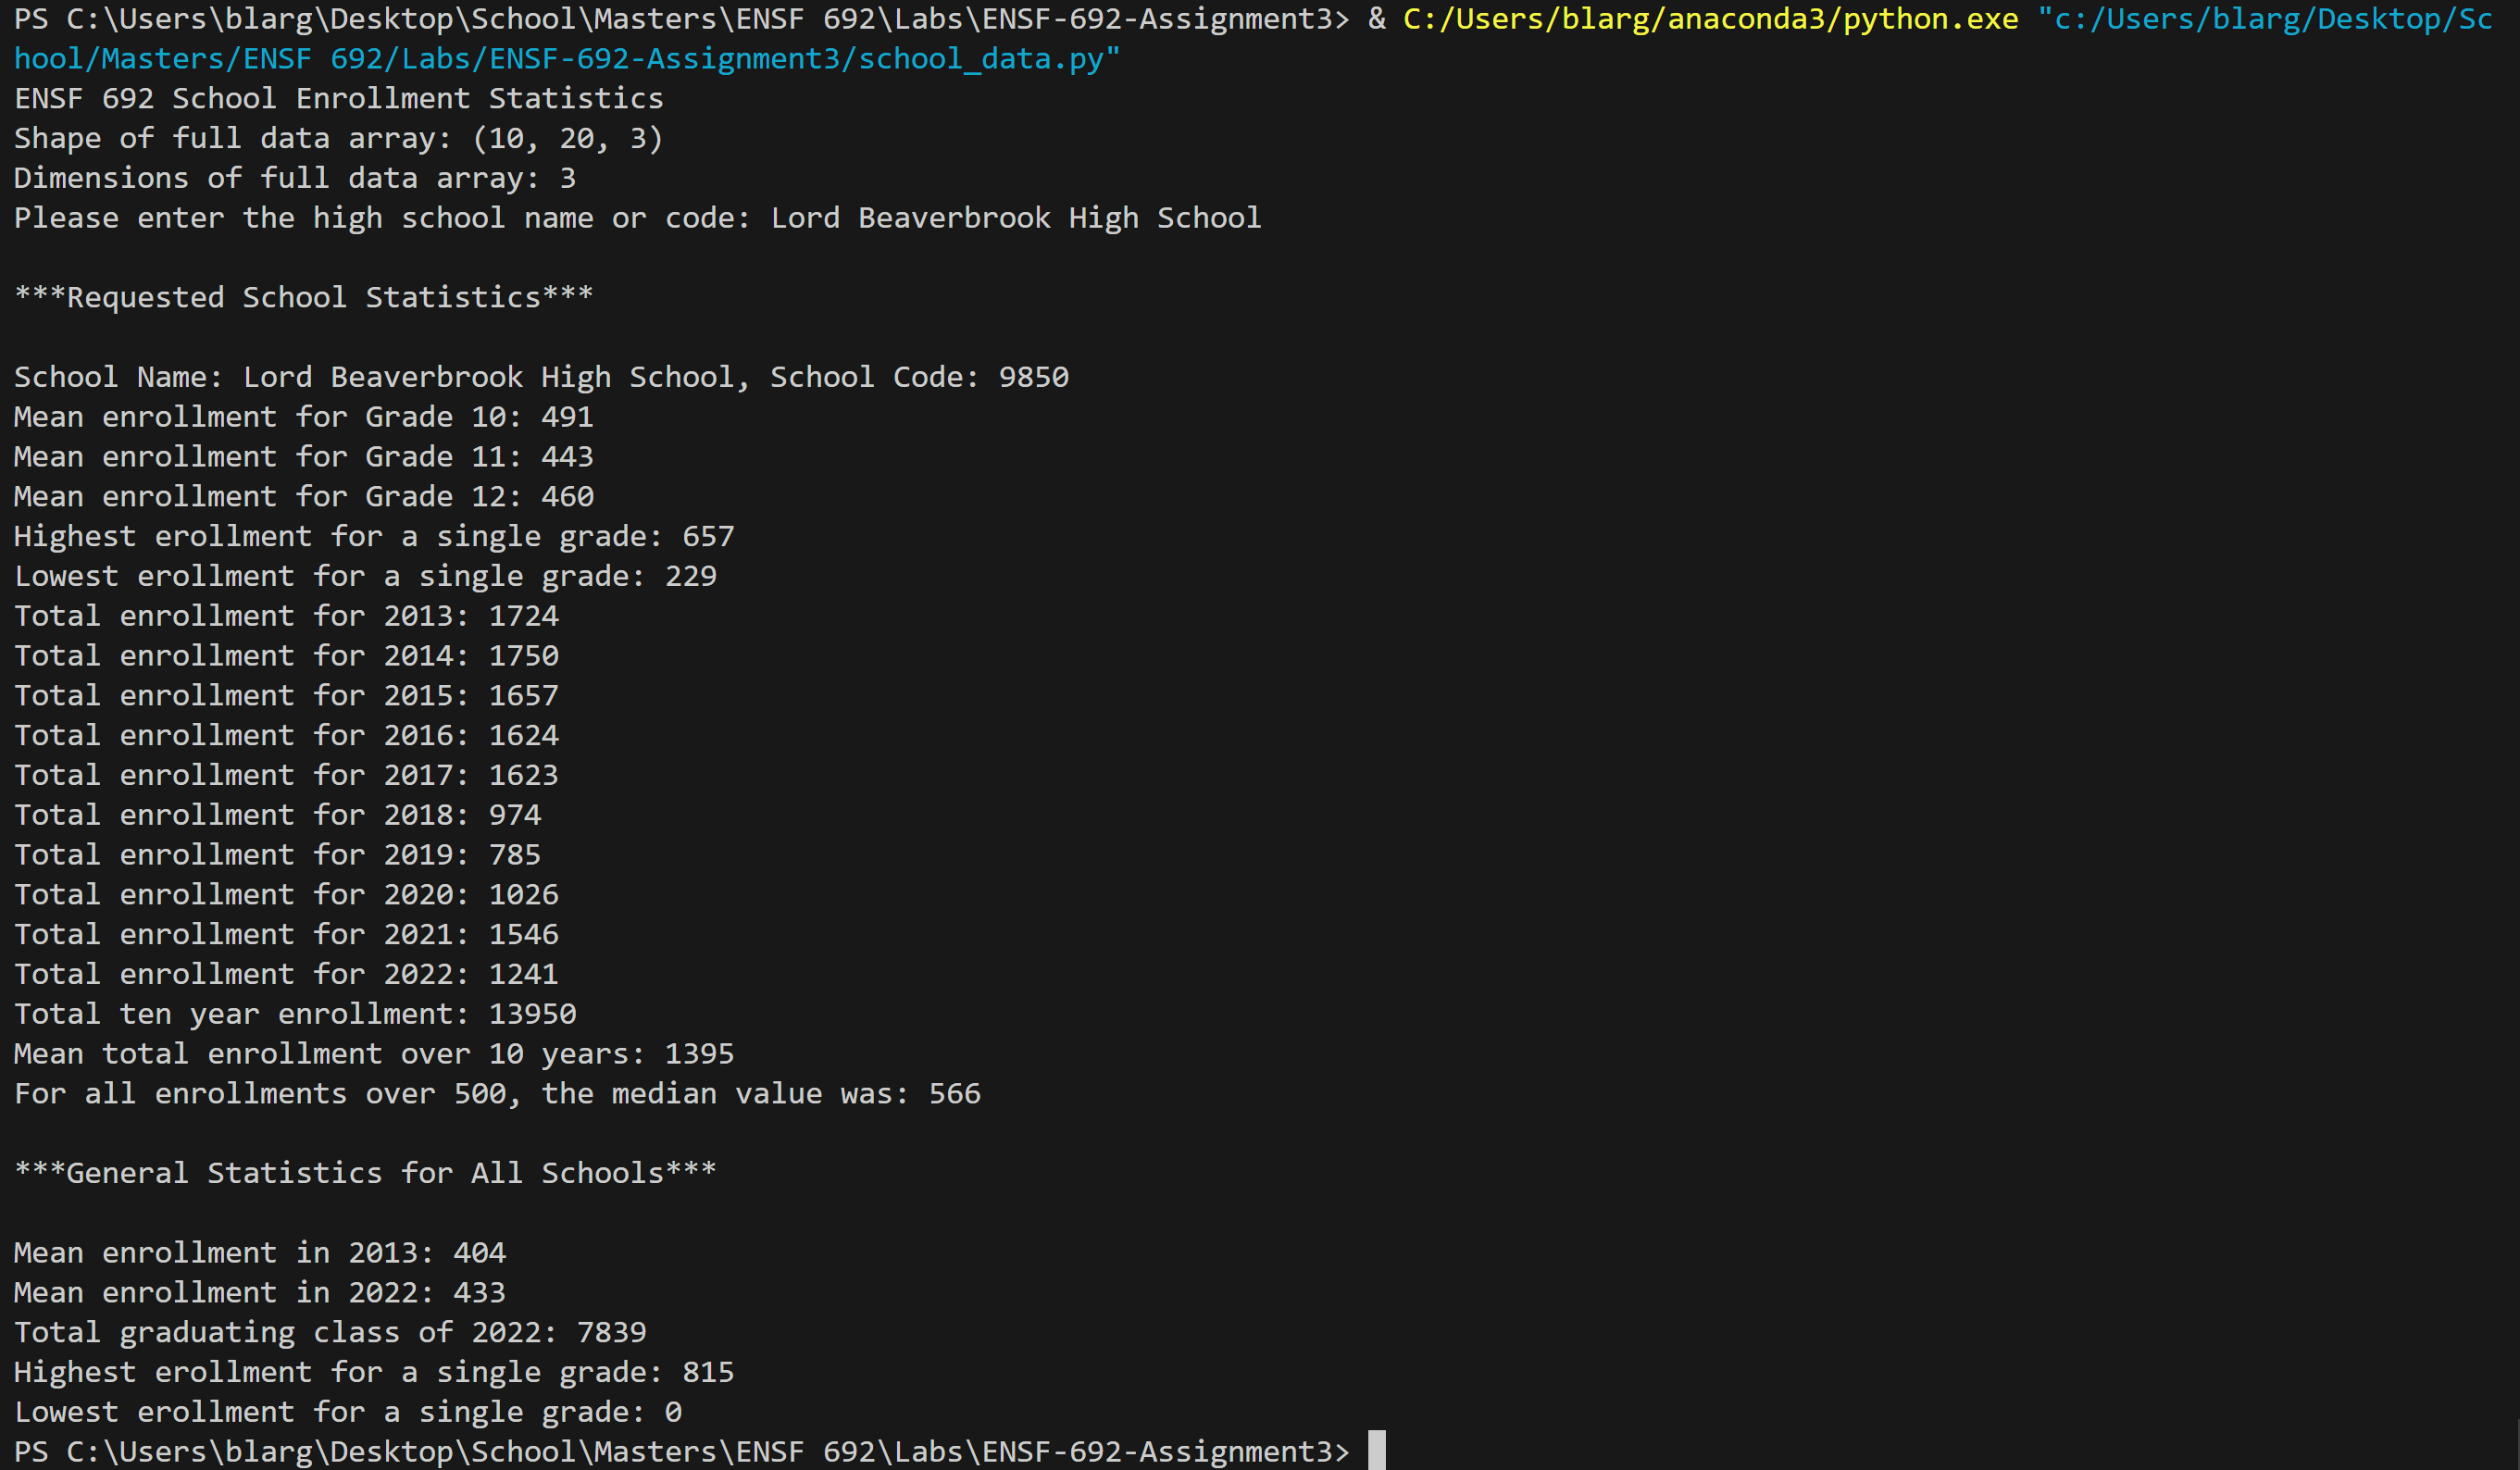 PS C:\Users\blarg\Desktop\School\Masters\ENSF 692\Labs\ENSF-692-Assignment3> & C:/Users/blarg/anaconda3/python.exe "c:/Users/blarg/Desktop/Sc
hool/Masters/ENSF 692/Labs/ENSF-692-Assignment3/school_data.py"
ENSF 692 School Enrollment Statistics
Shape of full data array: (10, 20, 3)
Dimensions of full data array: 3
Please enter the high school name or code: Lord Beaverbrook High School
***Requested School Statistics***
School Name: Lord Beaverbrook High School, School Code: 9850
Mean enrollment for Grade 10: 491
Mean enrollment for Grade 11: 443
Mean enrollment for Grade 12: 460
Highest erollment for a single grade: 657
Lowest erollment for a single grade: 229
Total enrollment for 2013: 1724
Total enrollment for 2014: 1750
Total enrollment for 2015: 1657
Total enrollment for 2016: 1624
Total enrollment for 2017: 1623
Total enrollment for 2018: 974
Total enrollment for 2019: 785
Total enrollment for 2020: 1026
Total enrollment for 2021: 1546
Total enrollment for 2022: 1241
Total ten year enrollment: 13950
Mean total enrollment over 10 years: 1395
For all enrollments over 500, the median value was: 566
***General Statistics for All Schools***
Mean enrollment in 2013: 404
Mean enrollment in 2022: 433
Total graduating class of 2022: 7839
Highest erollment for a single grade: 815
Lowest erollment for a single grade: 0
PS C:\Users\blarg\Desktop\School\Masters\ENSF 692\Labs\ENSF-692-Assignment3>